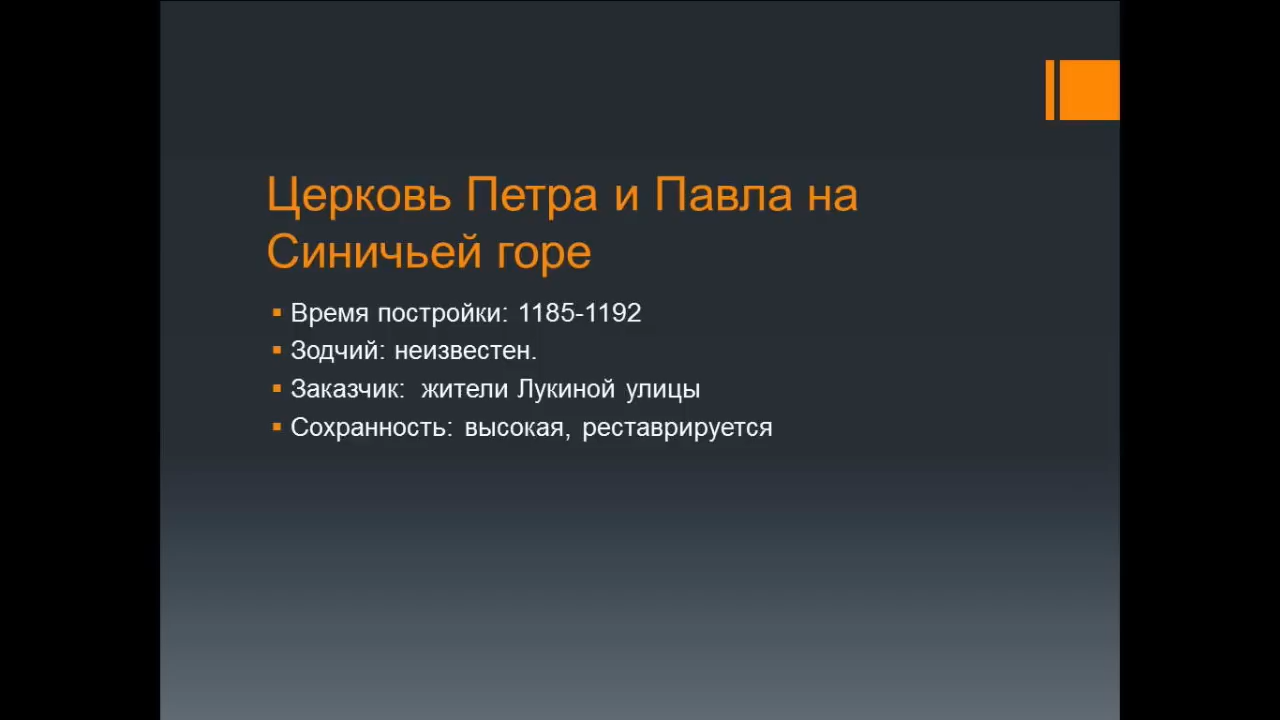 Церковь Петра и Павла на
Синичьей горе
Время постройки: 1185-1192
Зодчий: неизвестен.
Заказчик:  жители Лукиной улицы
Сохранность: высокая, реставрируется